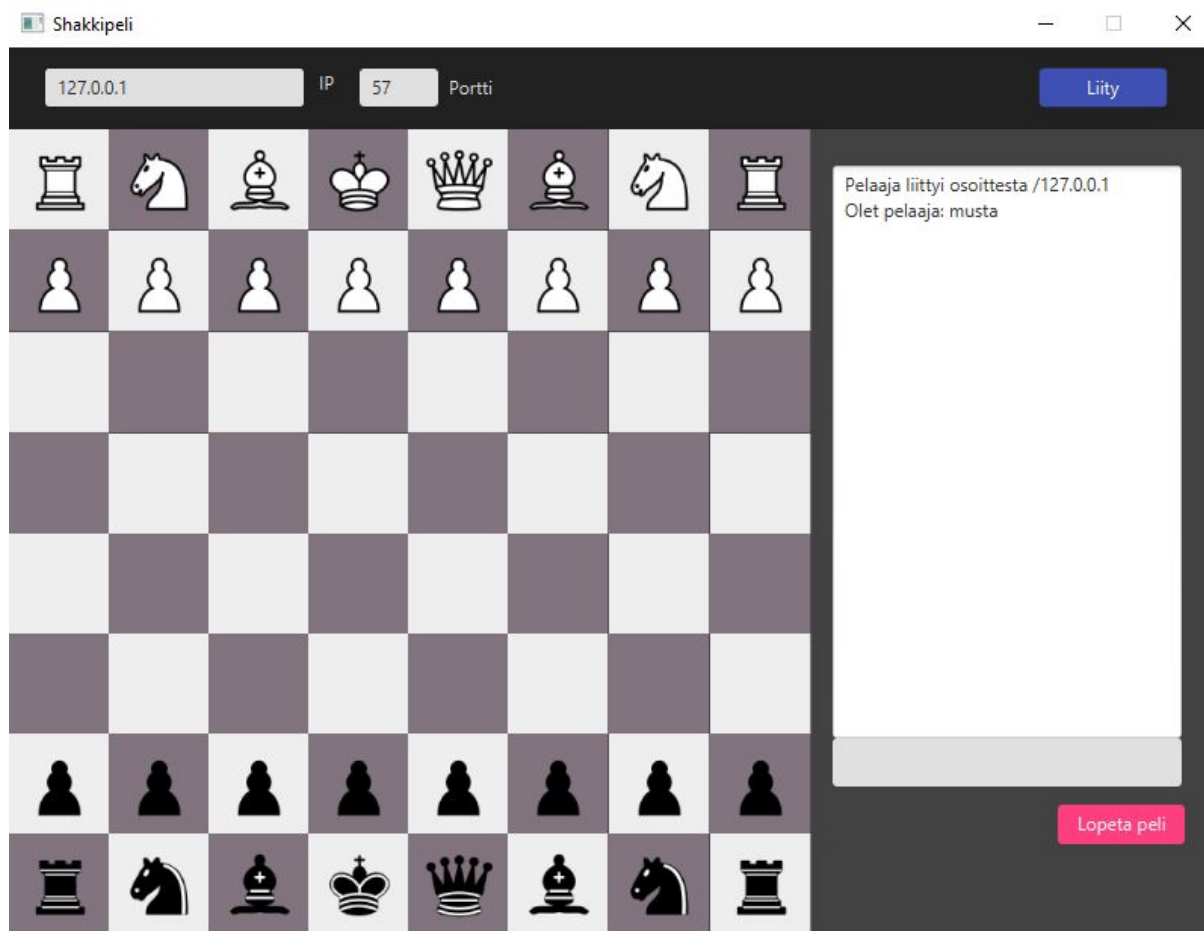 Shakkipeli
127.0.0.1 IP 57 Portti Liity
Pelaaja liittyi osoittesta /127.0.0.1
Olet pelaaja: musta
Lopeta peli